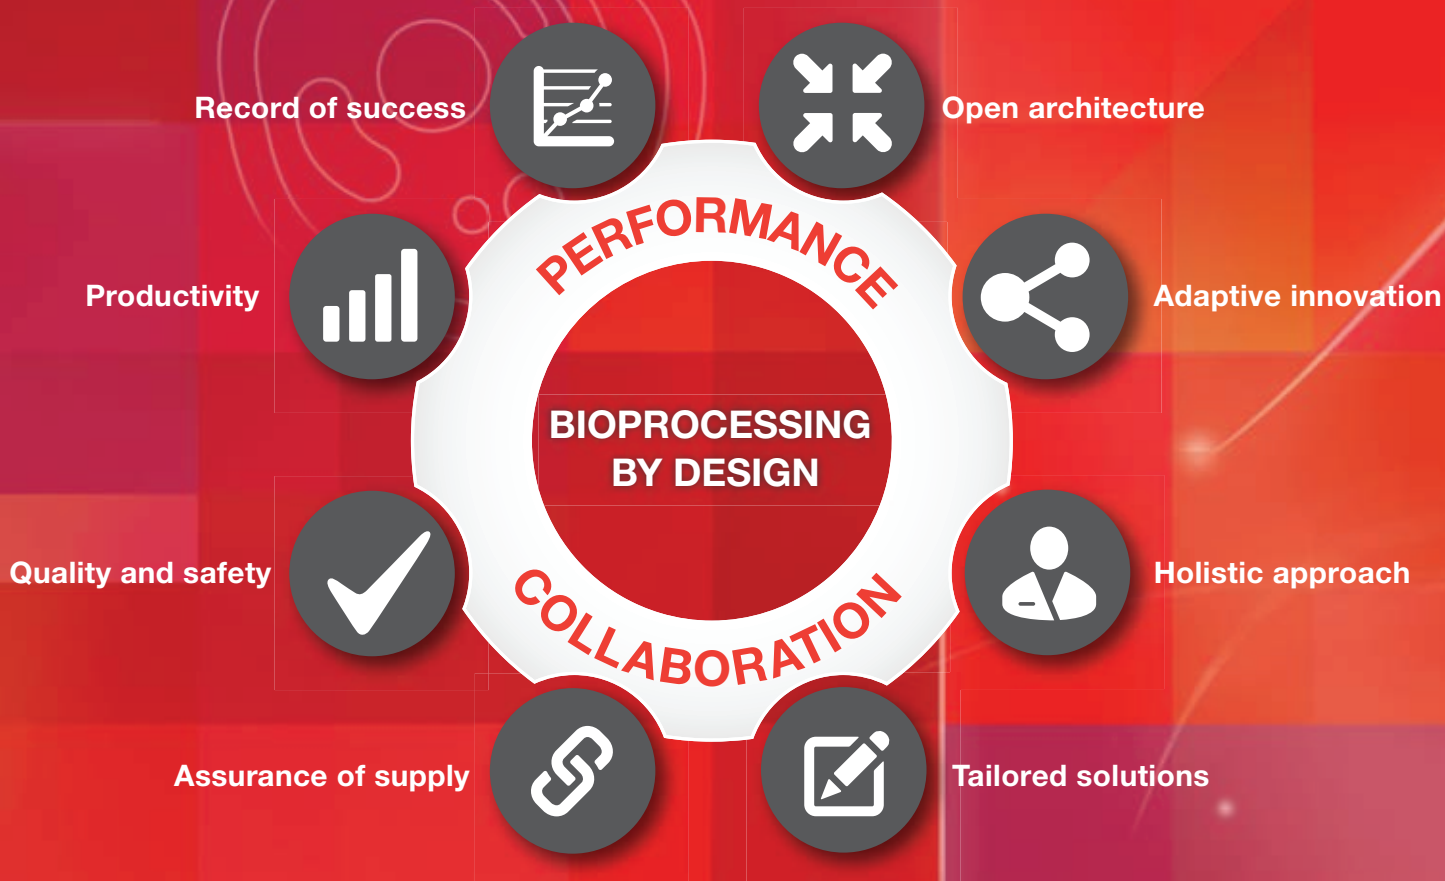 Record of success
Open architecture
PERFORMANCE
Productivity
Adaptive innovation
BIOPROCESSING
BY DESIGN
Quality and safety
Holistic approach
COLLABORATION
Assurance of supply
Tailored solutions